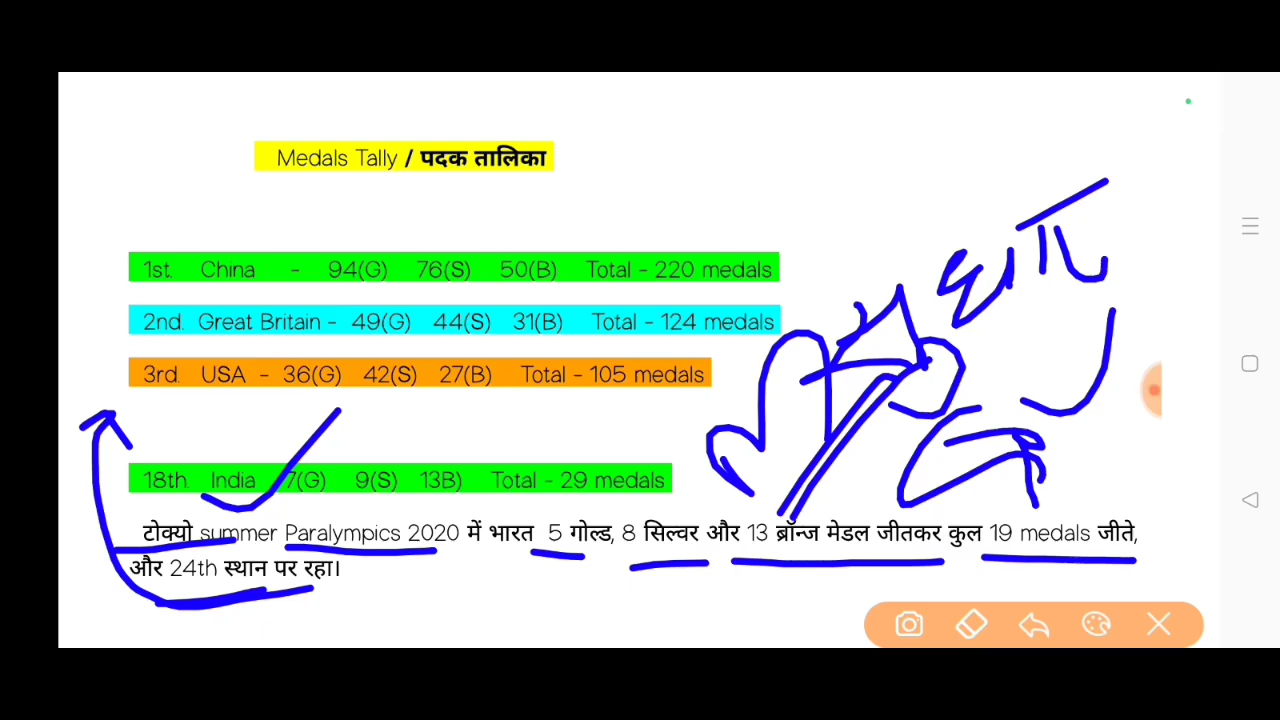 Medals Tally / पदक तालिका
1st. China - 94(G) 76(S) 50(B) Total - 220 medals
2nd. Great Britain - 49(G) 44(S) 31(B) Total - 124 medals
3rd. USA - 36(G) 42(S) 27(B) Total - 105 medals
18th. India 7(G) 9(S) 13B) Total - 29 medals
टोक्यो summer Paralympics 2020 में भारत 5 गोल्ड, 8 सिल्वर और 13 ब्रॉन्ज मेडल जीतकर कुल 19 medals जीते,
और 24th स्थान पर रहा।